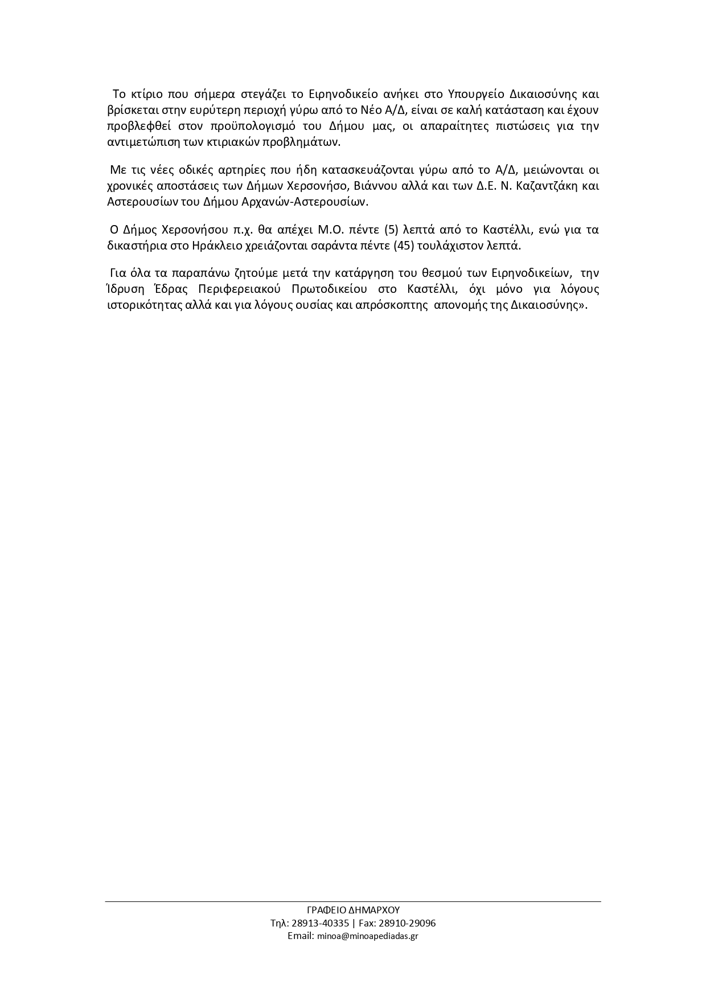 Το κτίριο που σήμερα στεγάζει το Ειρηνοδικείο ανήκει στο Υπουργείο Δικαιοσύνης και
βρίσκεται στην ευρύτερη περιοχή γύρω από το Νέο Α/Δ, είναι σε καλή κατάσταση και έχουν
προβλεφθεί στον προϋπολογισμό του Δήμου μας, οι απαραίτητες πιστώσεις για την
αντιμετώπιση των κτιριακών προβλημάτων.
Με τις νέες οδικές αρτηρίες που ήδη κατασκευάζονται γύρω από το Α/Δ, μειώνονται οι
χρονικές αποστάσεις των Δήμων Χερσονήσο, Βιάννου αλλά και των Δ.Ε. Ν. Καζαντζάκη και
Αστερουσίων του Δήμου Αρχανών-Αστερουσίων.
Ο Δήμος Χερσονήσου π.χ. θα απέχει Μ.Ο. πέντε (5) λεπτά από το Καστέλλι, ενώ για τα
δικαστήρια στο Ηράκλειο χρειάζονται σαράντα πέντε (45) τουλάχιστον λεπτά.
Για όλα τα παραπάνω ζητούμε μετά την κατάργηση του θεσμού των Ειρηνοδικείων, την
Ίδρυση Έδρας Περιφερειακού Πρωτοδικείου στο Καστέλλι, όχι μόνο για λόγους
ιστορικότητας αλλά και για λόγους ουσίας και απρόσκοπτης απονομής της Δικαιοσύνης».
ΓΡΑΦΕΙΟ ΔΗΜΑΡΧΟΥ
Τηλ: 28913-40335 | Fax: 28910-29096
Email: minoa@minoapediadas.gr